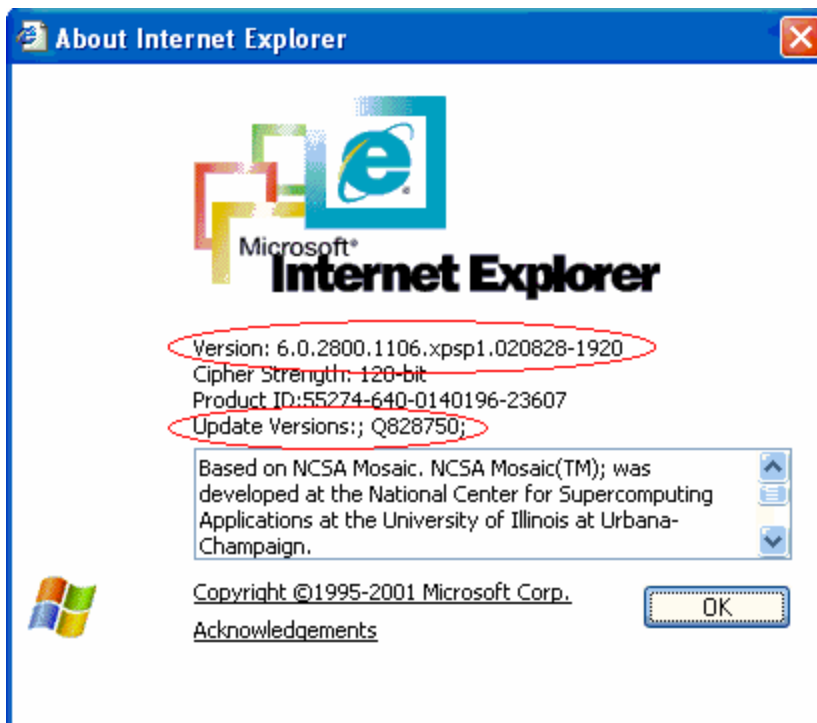 About Internet Explorer
Microsoft®
Internet Explorer
Version: 6.0.2800.1106.xpsp1.020828-1920
Cipher Strength: 128-bit
Product ID:55274-640-0140196-23607
Update Versions:; Q828750;
Based on NCSA Mosaic. NCSA Mosaic(TM); was
developed at the National Center for Supercomputing
Applications at the University of Illinois at Urbana-
Champaign.
Copyright ©1995-2001 Microsoft Corp.
OK
Acknowledgements